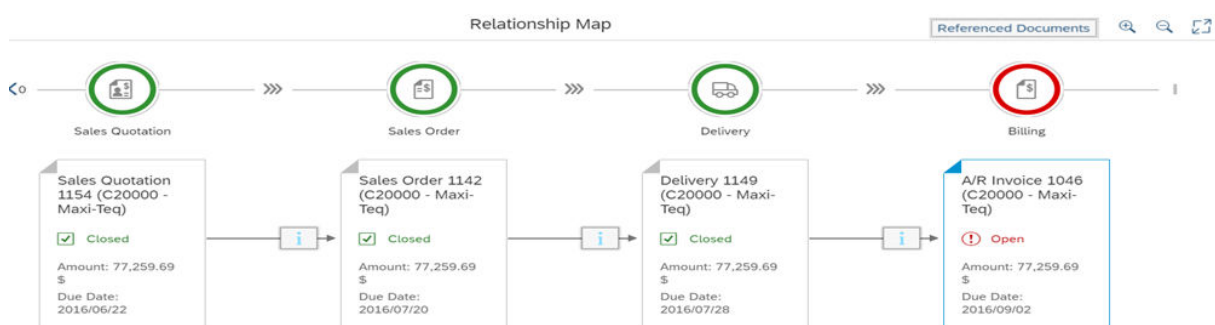 Relationship Map
Referenced Documents
Sales Quotation
Sales Order
Delivery
Billing
Sales Quotation
1154 (C20000 -
Maxi-Teq)
Closed
Amount: 77,259.69
$
Due Date:
2016/06/22
i
Sales Order 1142
(C20000 - Maxi-
Teq)
Closed
Amount: 77,259.69
$
Due Date:
2016/07/20
i
Delivery 1149
(C20000 - Maxi-
Teq)
Closed
Amount: 77,259.69
$
Due Date:
2016/07/28
i
A/R Invoice 1046
(C20000 - Maxi-
Teq)
Open
Amount: 77,259.69
$
Due Date:
2016/09/02